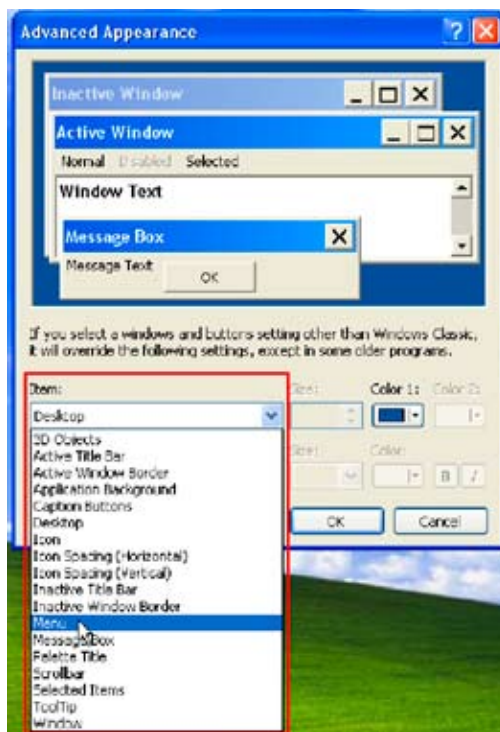 Advanced Appearance
Inactive Window
Active Window
Normal Disabled Selected
Window Text
Message Box
Message Text
OK
If you select a windows and buttons setting other than Windows Classic,
it will override the following settings, except in some older programs.
Item: Size: Color 1: Color 2:
Desktop
Size: Color:
B I
OK Cancel
3D Objects
Active Title Bar
Active Window Border
Application Background
Caption Buttons
Desktop
Icon
Icon Spacing (Horizontal)
Icon Spacing (Vertical)
Inactive Title Bar
Inactive Window Border
Menu
Message Box
Palette Title
Scrollbar
Selected Items
ToolTip
Window